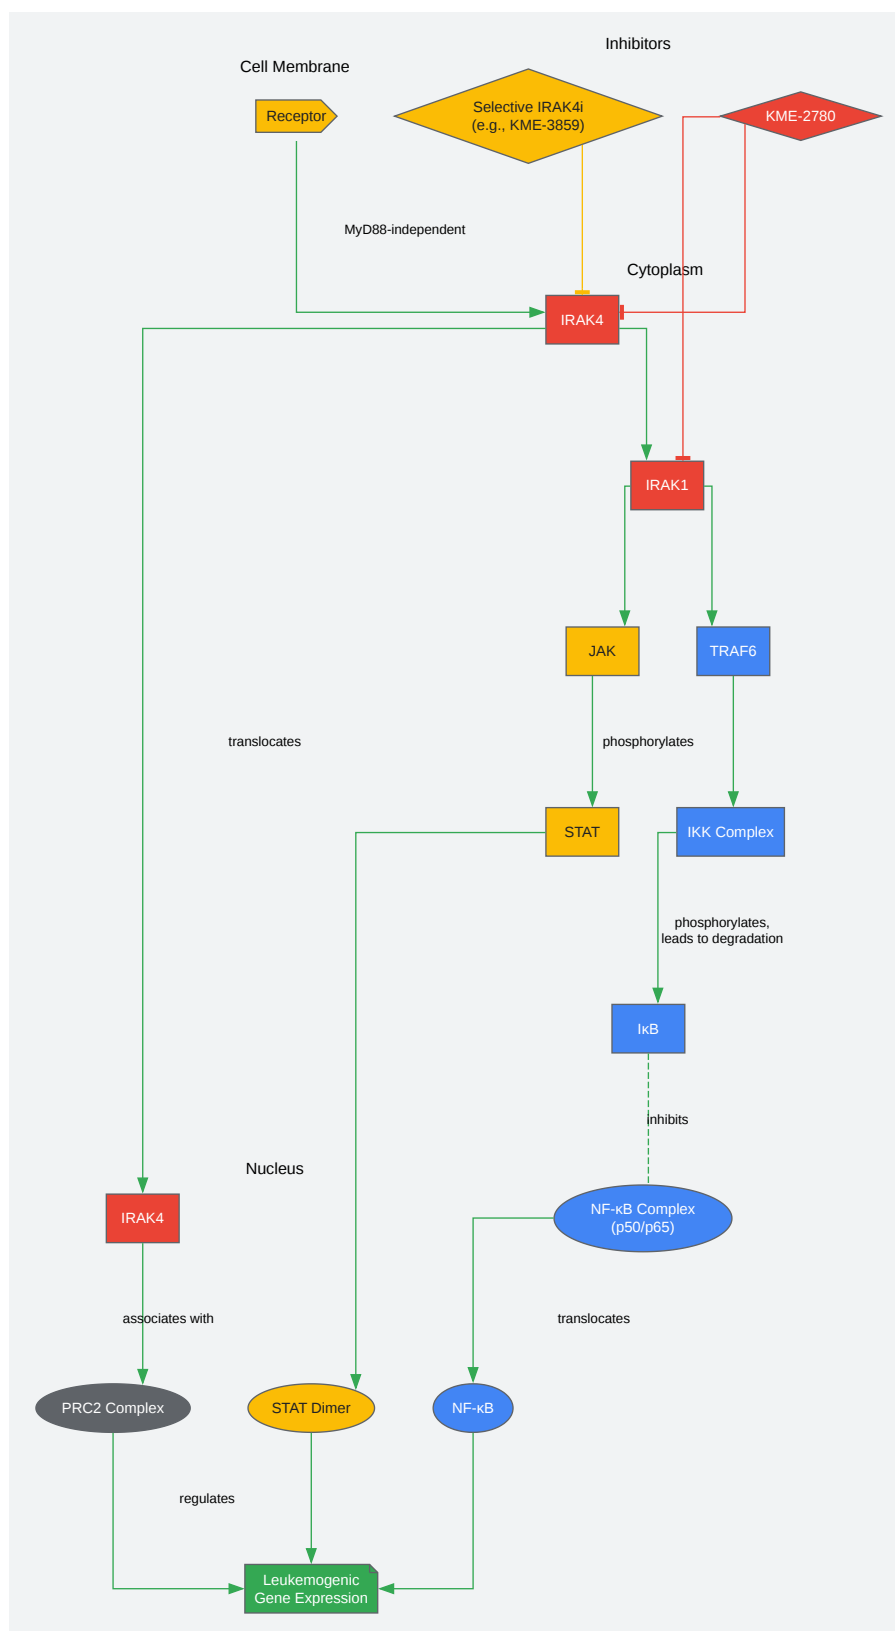 Inhibitors
Cell Membrane
Selective IRAK4i
(e.g., KME-3859)
Receptor
KME-2780
MyD88-independent
Cytoplasm
IRAK4
IRAK1
JAK
TRAF6
translocates
phosphorylates
STAT
IKK Complex
phosphorylates,
leads to degradation
IκB
inhibits
Nucleus
IRAK4
NF-κB Complex
(p50/p65)
associates with
translocates
PRC2 Complex
STAT Dimer
NF-κB
regulates
Leukemogenic
Gene Expression